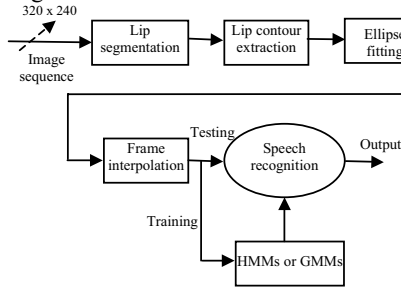 320 x 240
Image
sequence
Lip
segmentation
Lip contour
extraction
Ellipse
fitting
Frame
interpolation
Testing
Speech
recognition
Output
Training
HMMs or GMMs